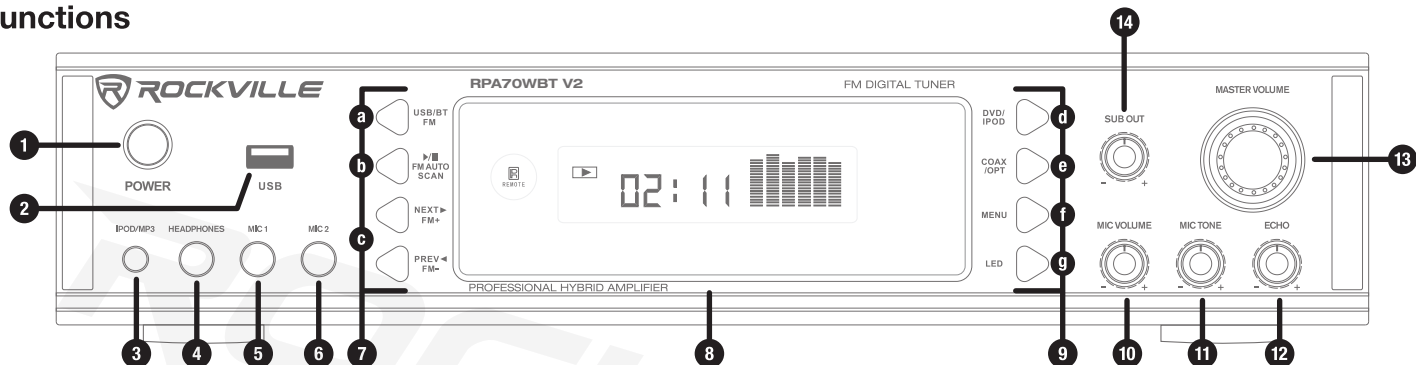 unctions
14
ROCKVILLE
RPA70WBT V2
FM DIGITAL TUNER
MASTER VOLUME
a
USB/BT
FM
DVD/
IPOD
d
SUB OUT
1
b
FM AUTO
SCAN
COAX
/OPT
e
13
R
REMOTE
02:11
- +
POWER
USB
2
NEXT
FM+
MENU
f
IPOD/MP3
HEADPHONES
MIC 1
MIC 2
c
MIC VOLUME
MIC TONE
ECHO
PREV
FM-
LED
g
PROFESSIONAL HYBRID AMPLIFIER
- +
- +
- +
3
4
5
6
7
8
9
10
11
12